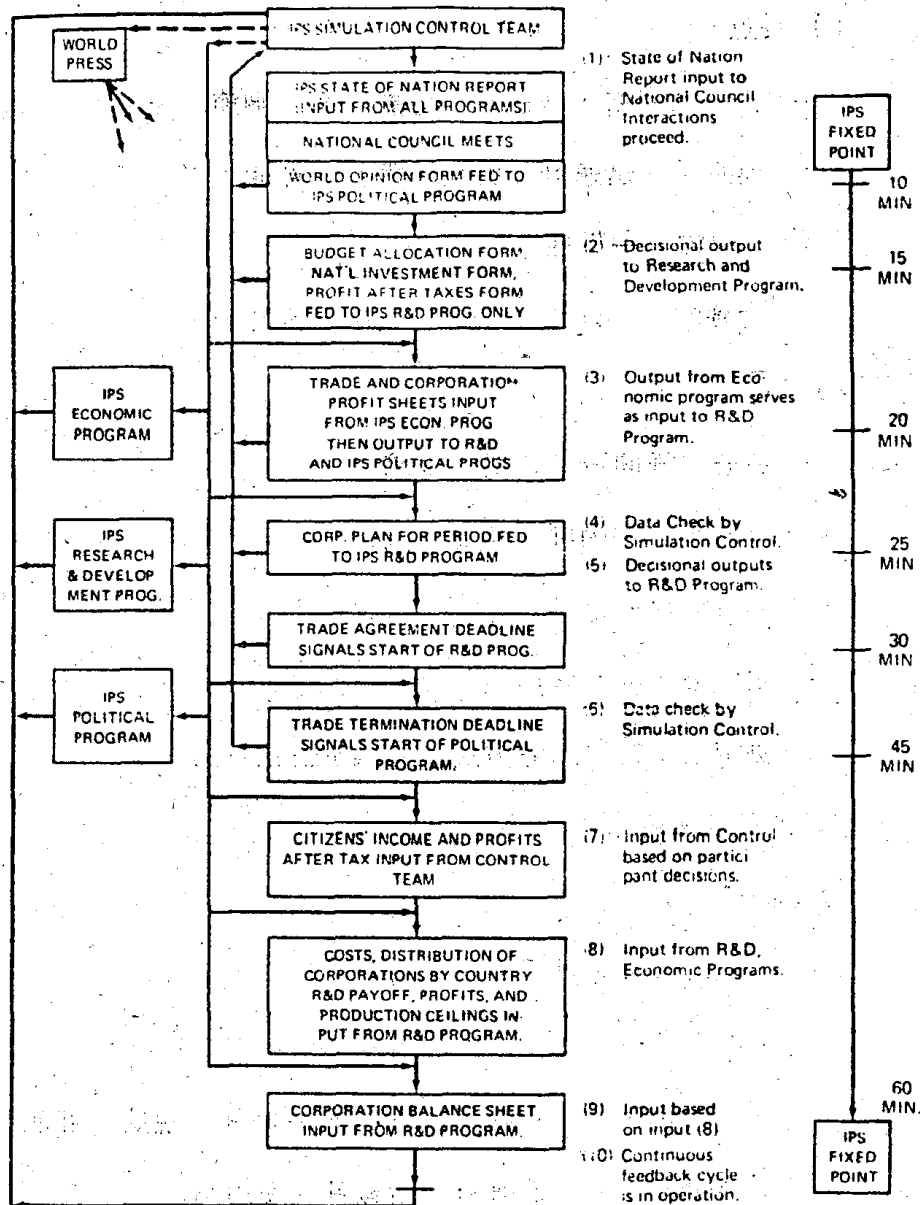 IPS SIMULATION CONTROL TEAM
WORLD
PRESS
IPS STATE OF NATION REPORT
(INPUT FROM ALL PROGRAMS)
NATIONAL COUNCIL MEETS
WORLD OPINION FORM FED TO
IPS POLITICAL PROGRAM
(1) State of Nation
Report input to
National Council
Interactions
proceed.
IPS
FIXED
POINT
10
MIN
BUDGET ALLOCATION FORM,
NAT'L INVESTMENT FORM,
PROFIT AFTER TAXES FORM
FED TO IPS R&D PROG. ONLY
(2) Decisional output
to Research and
Development Program.
15
MIN
IPS
ECONOMIC
PROGRAM
TRADE AND CORPORATION
PROFIT SHEETS INPUT
FROM IPS ECON. PROG
THEN OUTPUT TO R&D
AND IPS POLITICAL PROGS
(3) Output from Eco-
nomic program serves
as input to R&D
Program.
20
MIN
IPS
RESEARCH
& DEVELOP
MENT PROG.
CORP. PLAN FOR PERIOD FED
TO IPS R&D PROGRAM
(4) Data Check by
Simulation Control.
(5) Decisional outputs
to R&D Program.
25
MIN
TRADE AGREEMENT DEADLINE
SIGNALS START OF R&D PROG.
30
MIN
IPS
POLITICAL
PROGRAM
TRADE TERMINATION DEADLINE
SIGNALS START OF POLITICAL
PROGRAM.
(6) Data check by
Simulation Control.
45
MIN
CITIZENS' INCOME AND PROFITS
AFTER TAX INPUT FROM CONTROL
TEAM
(7) Input from Control
based on partici
pant decisions.
COSTS, DISTRIBUTION OF
CORPORATIONS BY COUNTRY
R&D PAYOFF, PROFITS, AND
PRODUCTION CEILINGS IN-
PUT FROM R&D PROGRAM.
(8) Input from R&D,
Economic Programs.
CORPORATION BALANCE SHEET
INPUT FROM R&D PROGRAM.
(9) Input based
on input (8)
(10) Continuous
feedback cycle
is in operation.
60
MIN.
IPS
FIXED
POINT